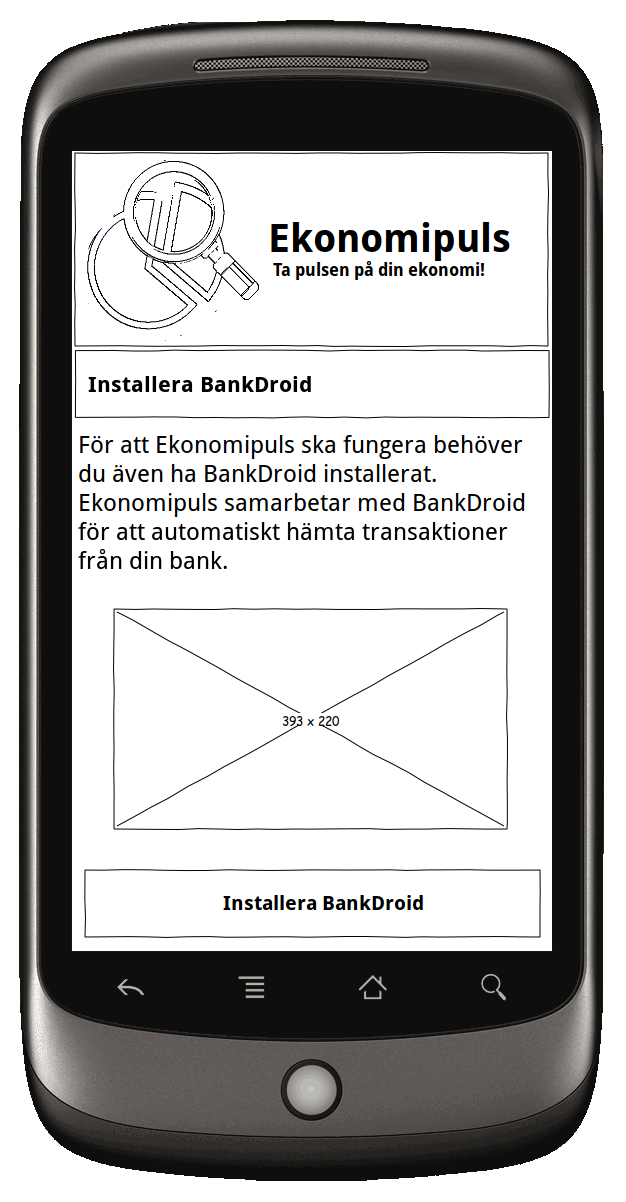 Ekonomipuls
Ta pulsen på din ekonomi!
Installera BankDroid
För att Ekonomipuls ska fungera behöver
du även ha BankDroid installerat.
Ekonomipuls samarbetar med BankDroid
för att automatiskt hämta transaktioner
från din bank.
393 x 220
Installera BankDroid